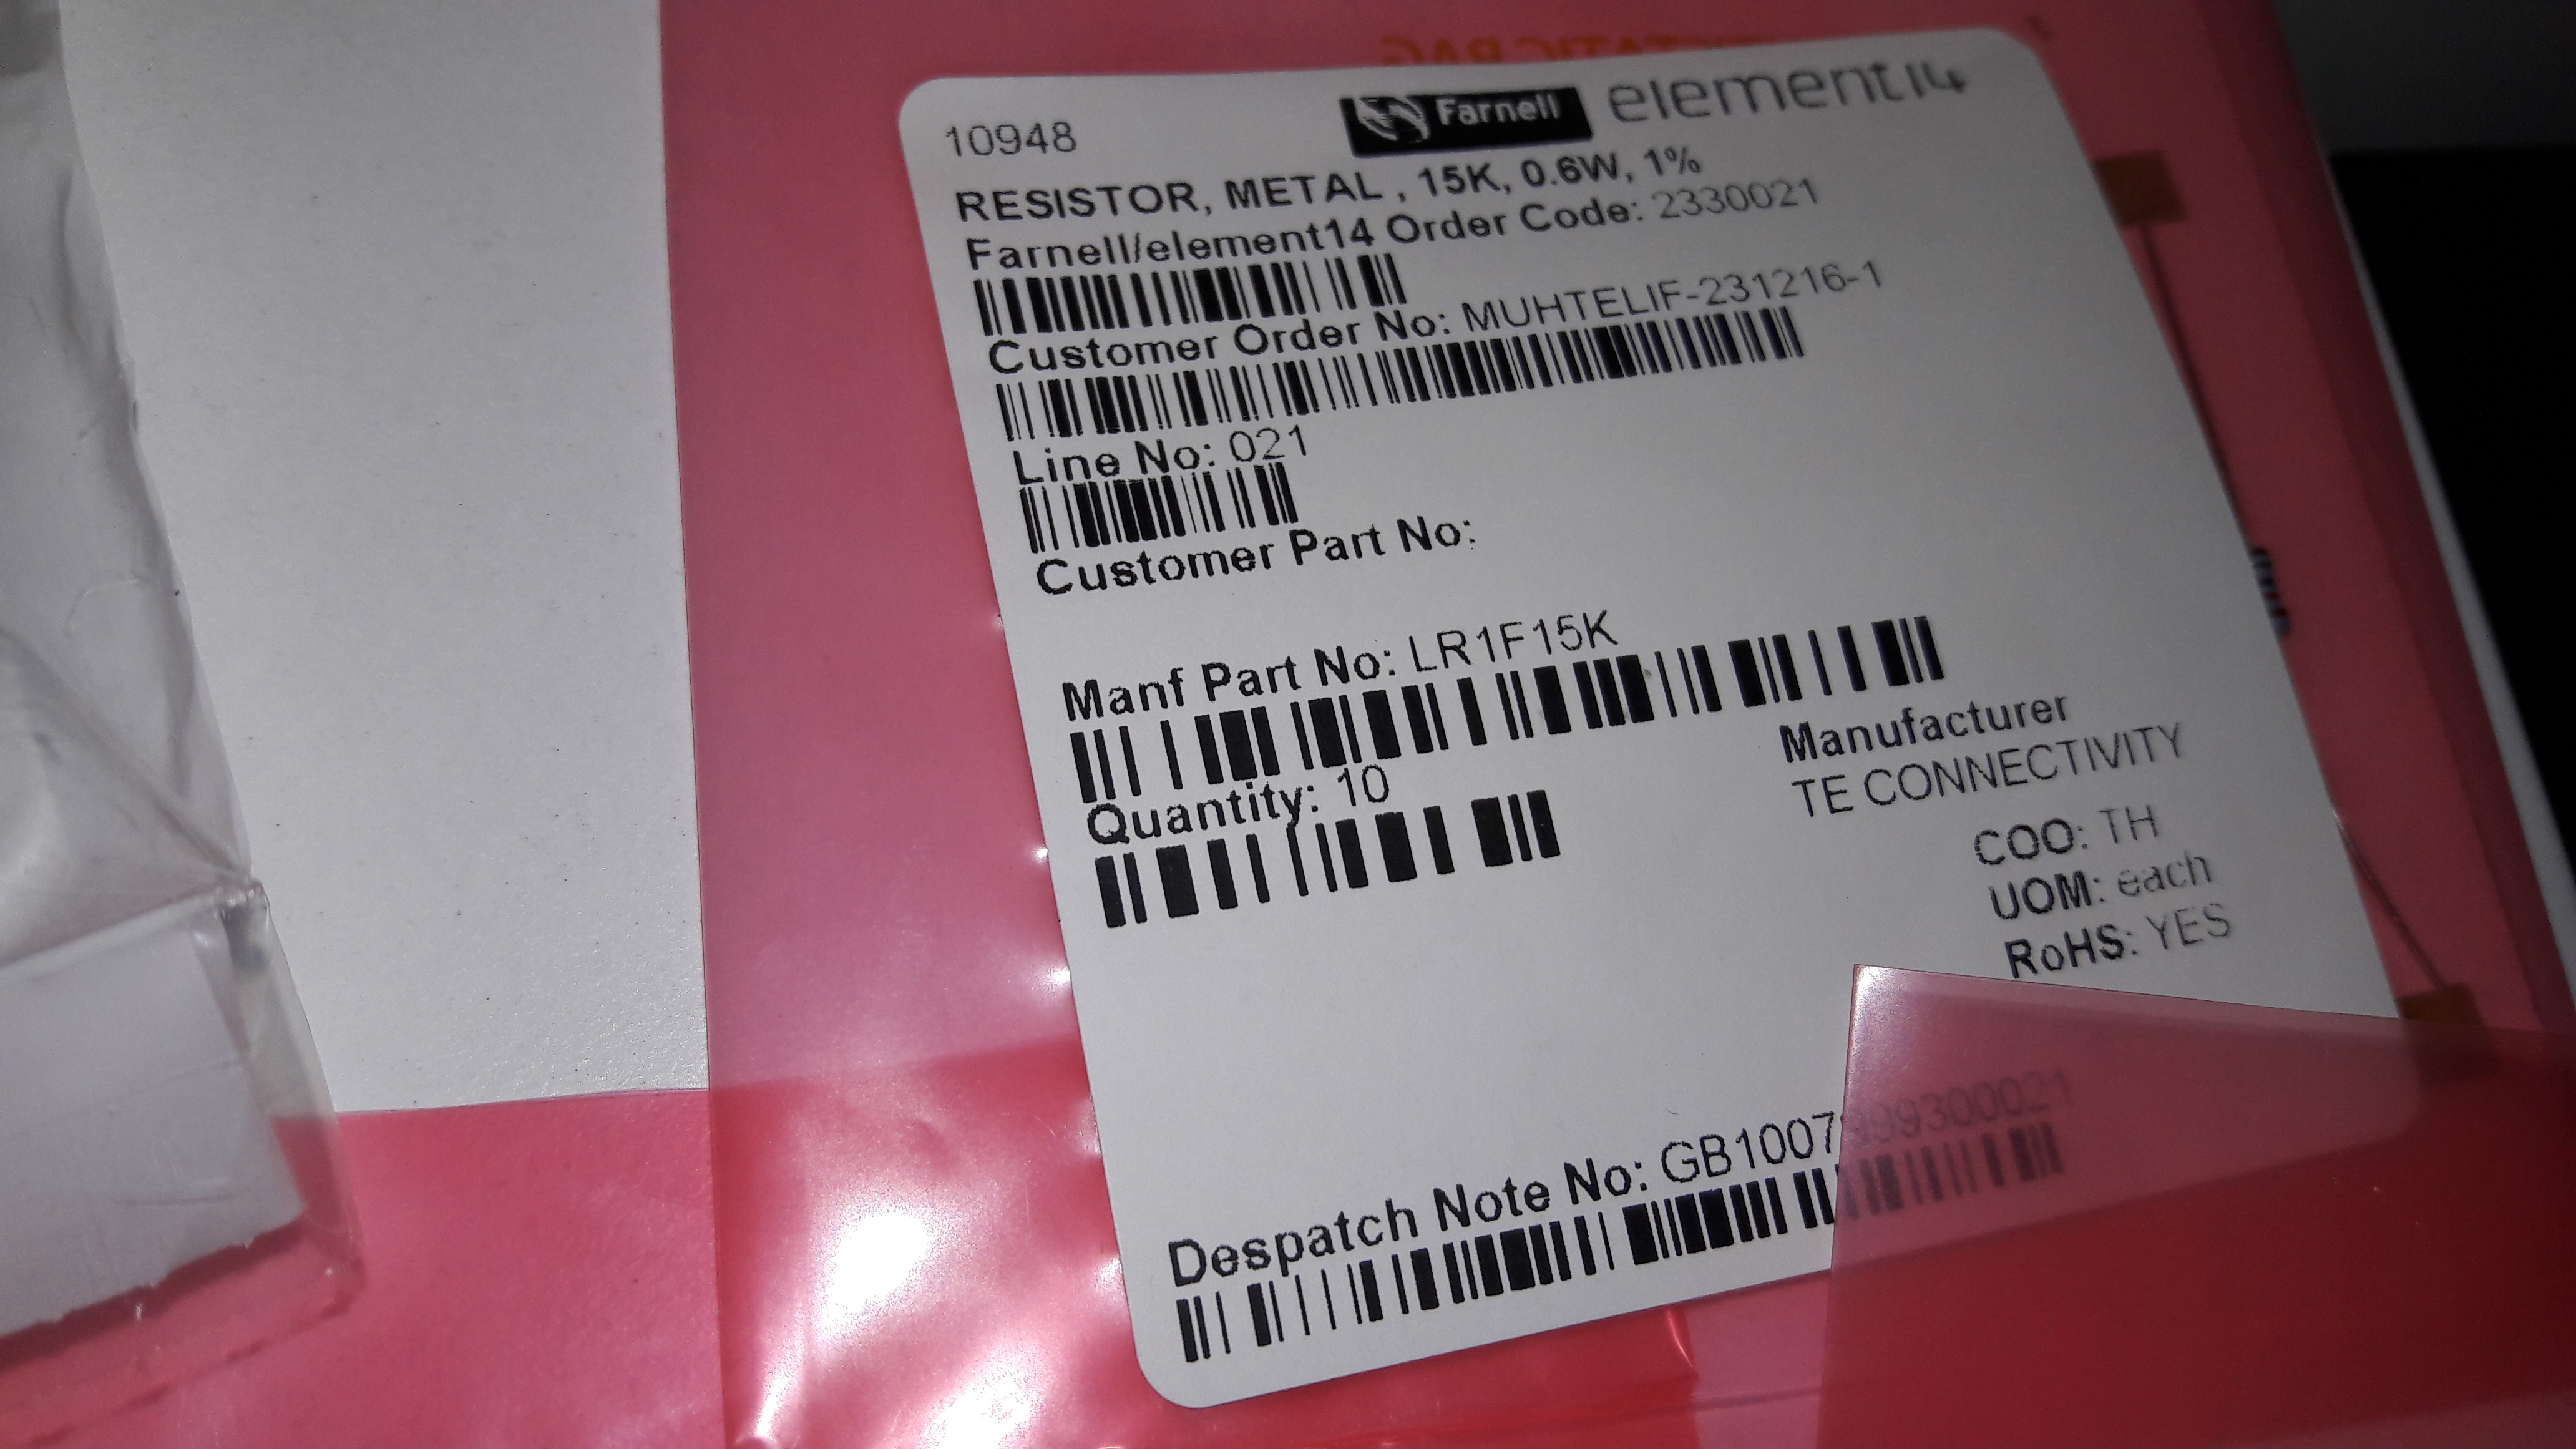 10948
Farnell element14
RESISTOR, METAL , 15K, 0.6W, 1%
Farnell/element14 Order Code: 2330021
Customer Order No: MUHTELIF-231216-1
Line No: 021
Customer Part No:
Manf Part No: LR1F15K
Quantity: 10
Manufacturer
TE CONNECTIVITY
COO: TH
UOM: each
RoHS: YES
Despatch Note No: GB1007999300021